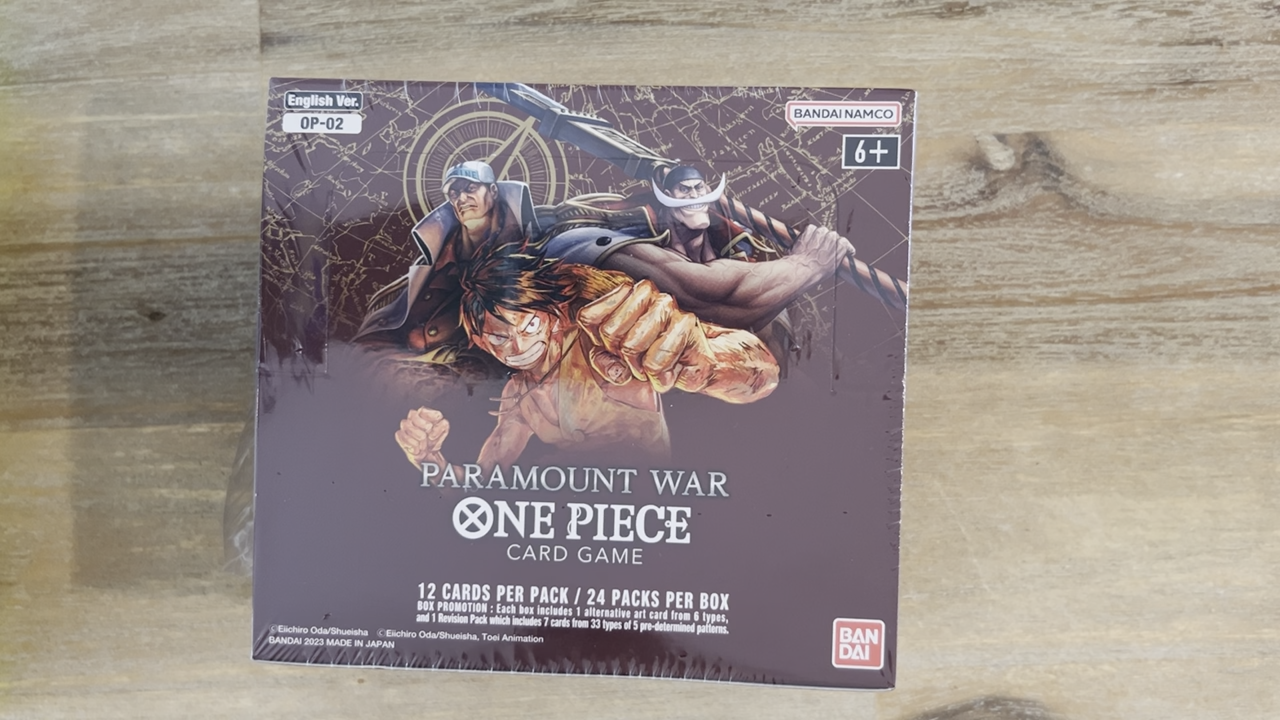 English Ver.
OP-02
BANDAI NAMCO
6+
PARAMOUNT WAR
ONE PIECE
CARD GAME
12 CARDS PER PACK / 24 PACKS PER BOX
BOX PROMOTION : Each box includes 1 alternative art card from 6 types,
and 1 Revision Pack which includes 7 cards from 33 types of 5 pre-determined patterns.
©Eiichiro Oda/Shueisha ©Eiichiro Oda/Shueisha, Toei Animation
BANDAI 2023 MADE IN JAPAN
BAN
DAI